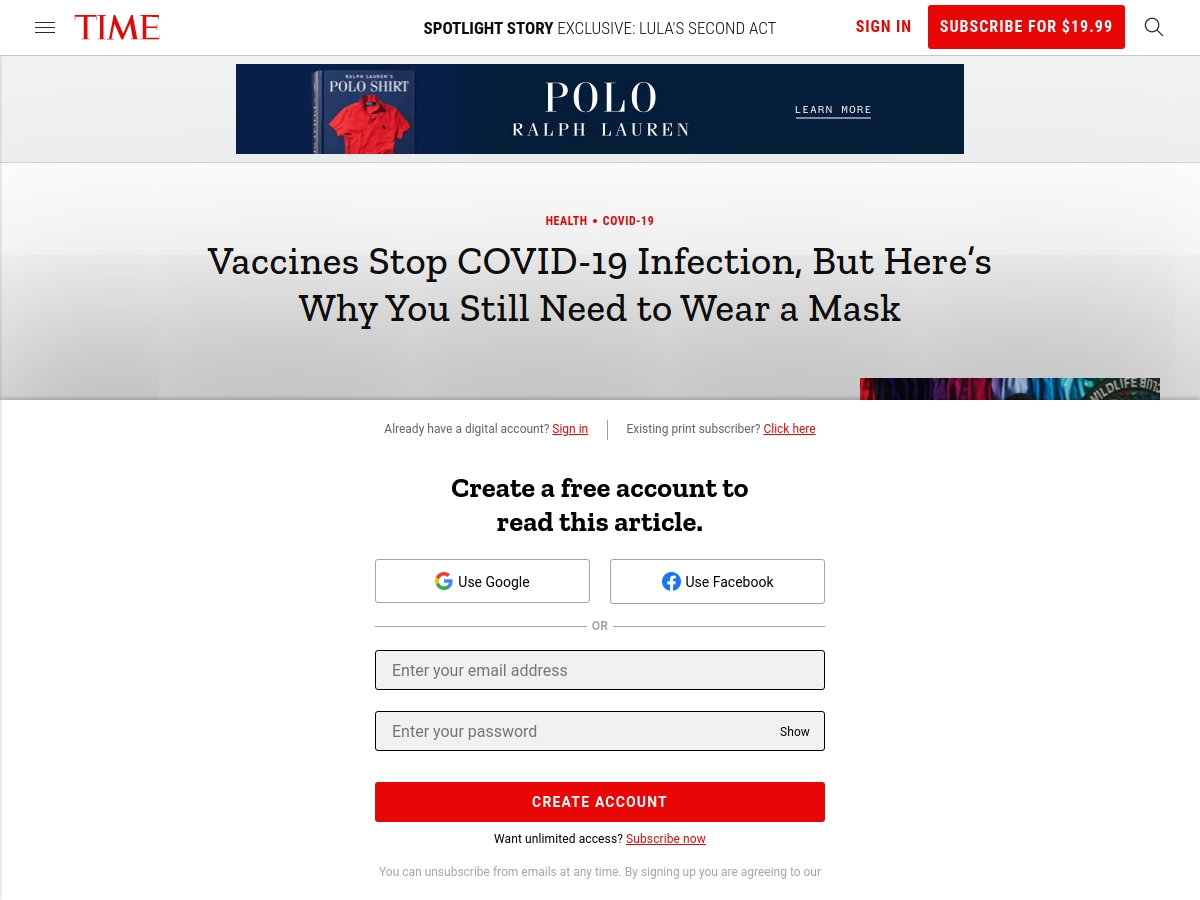 TIME
SPOTLIGHT STORY EXCLUSIVE: LULA'S SECOND ACT
SIGN IN
SUBSCRIBE FOR $19.99
RALPH LAUREN'S
POLO SHIRT
POLO
RALPH LAUREN
LEARN MORE
HEALTH • COVID-19
Vaccines Stop COVID-19 Infection, But Here’s
Why You Still Need to Wear a Mask
WILDLIFE CLUB
Already have a digital account? Sign in
Existing print subscriber? Click here
Create a free account to
read this article.
Use Google
Use Facebook
OR
Enter your email address
Enter your password
Show
CREATE ACCOUNT
Want unlimited access? Subscribe now
You can unsubscribe from emails at any time. By signing up you are agreeing to our